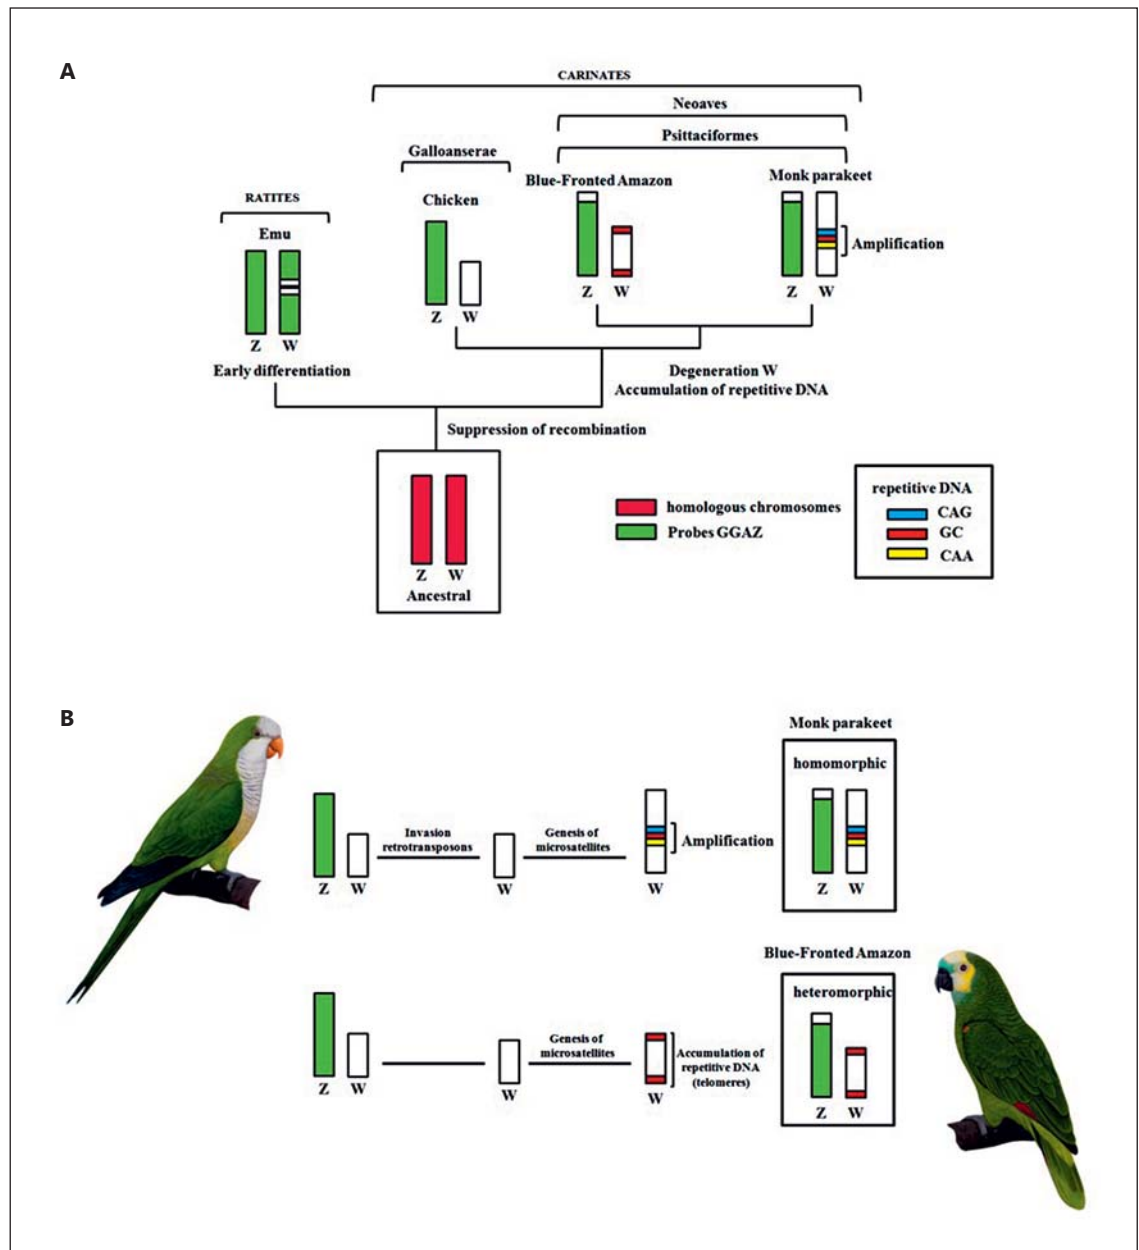 A
CARINATES
Neoaves
Psittaciformes
Galloanserae
Blue-Fronted Amazon
Monk parakeet
RATITES
Chicken
Emu
Amplification
Z W
Z W
Z W
Z W
Early differentiation
Degeneration W
Accumulation of repetitive DNA
Suppression of recombination
Z W
Ancestral
homologous chromosomes
Probes GGAZ
repetitive DNA
CAG
GC
CAA
B
Monk parakeet
homomorphic
Invasion
retrotransposons
Genesis of
microsatellites
Amplification
Z W
W
W
Z W
Blue-Fronted Amazon
heteromorphic
Genesis of
microsatellites
Accumulation of
repetitive DNA
(telomeres)
Z W
W
W
Z W